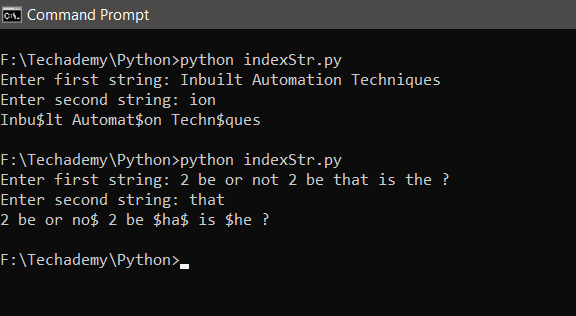 Command Prompt
F:\Techademy\Python>python indexStr.py
Enter first string: Inbuilt Automation Techniques
Enter second string: ion
Inbu$lt Automat$on Techn$ques
F:\Techademy\Python>python indexStr.py
Enter first string: 2 be or not 2 be that is the ?
Enter second string: that
2 be or no$ 2 be $ha$ is $he ?
F:\Techademy\Python>